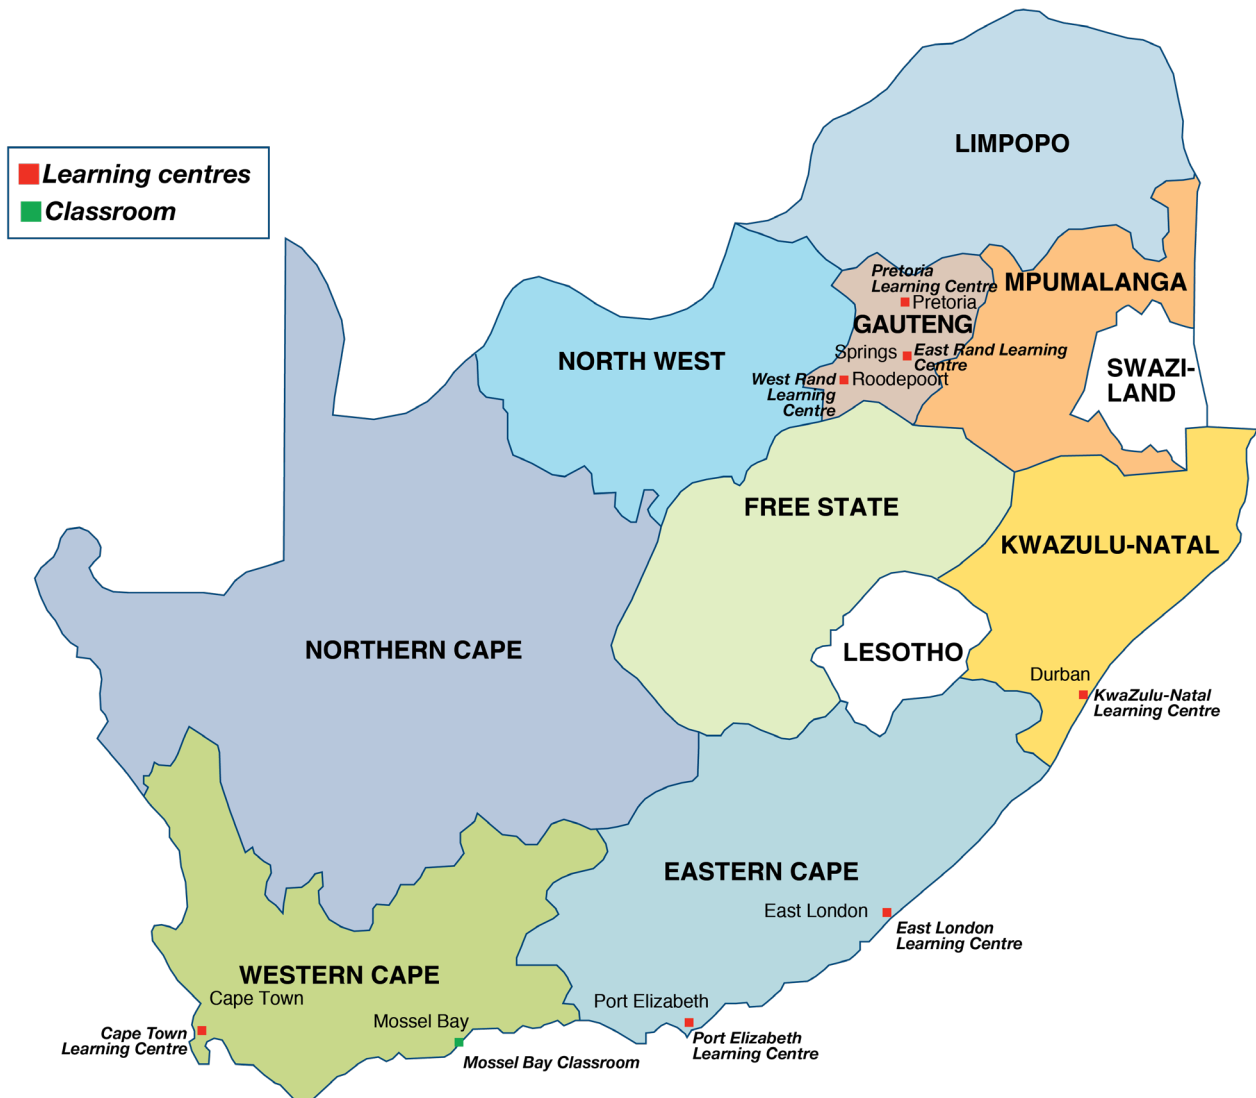 LIMPOPO
Learning centres
Classroom
Pretoria
Learning Centre
MPUMALANGA
Pretoria
GAUTENG
Springs
East Rand Learning
Centre
NORTH WEST
SWAZI-
LAND
West Rand
Learning
Centre
Roodepoort
FREE STATE
KWAZULU-NATAL
NORTHERN CAPE
LESOTHO
Durban
KwaZulu-Natal
Learning Centre
EASTERN CAPE
East London
East London
Learning Centre
WESTERN CAPE
Cape Town
Port Elizabeth
Mossel Bay
Cape Town
Learning Centre
Port Elizabeth
Learning Centre
Mossel Bay Classroom